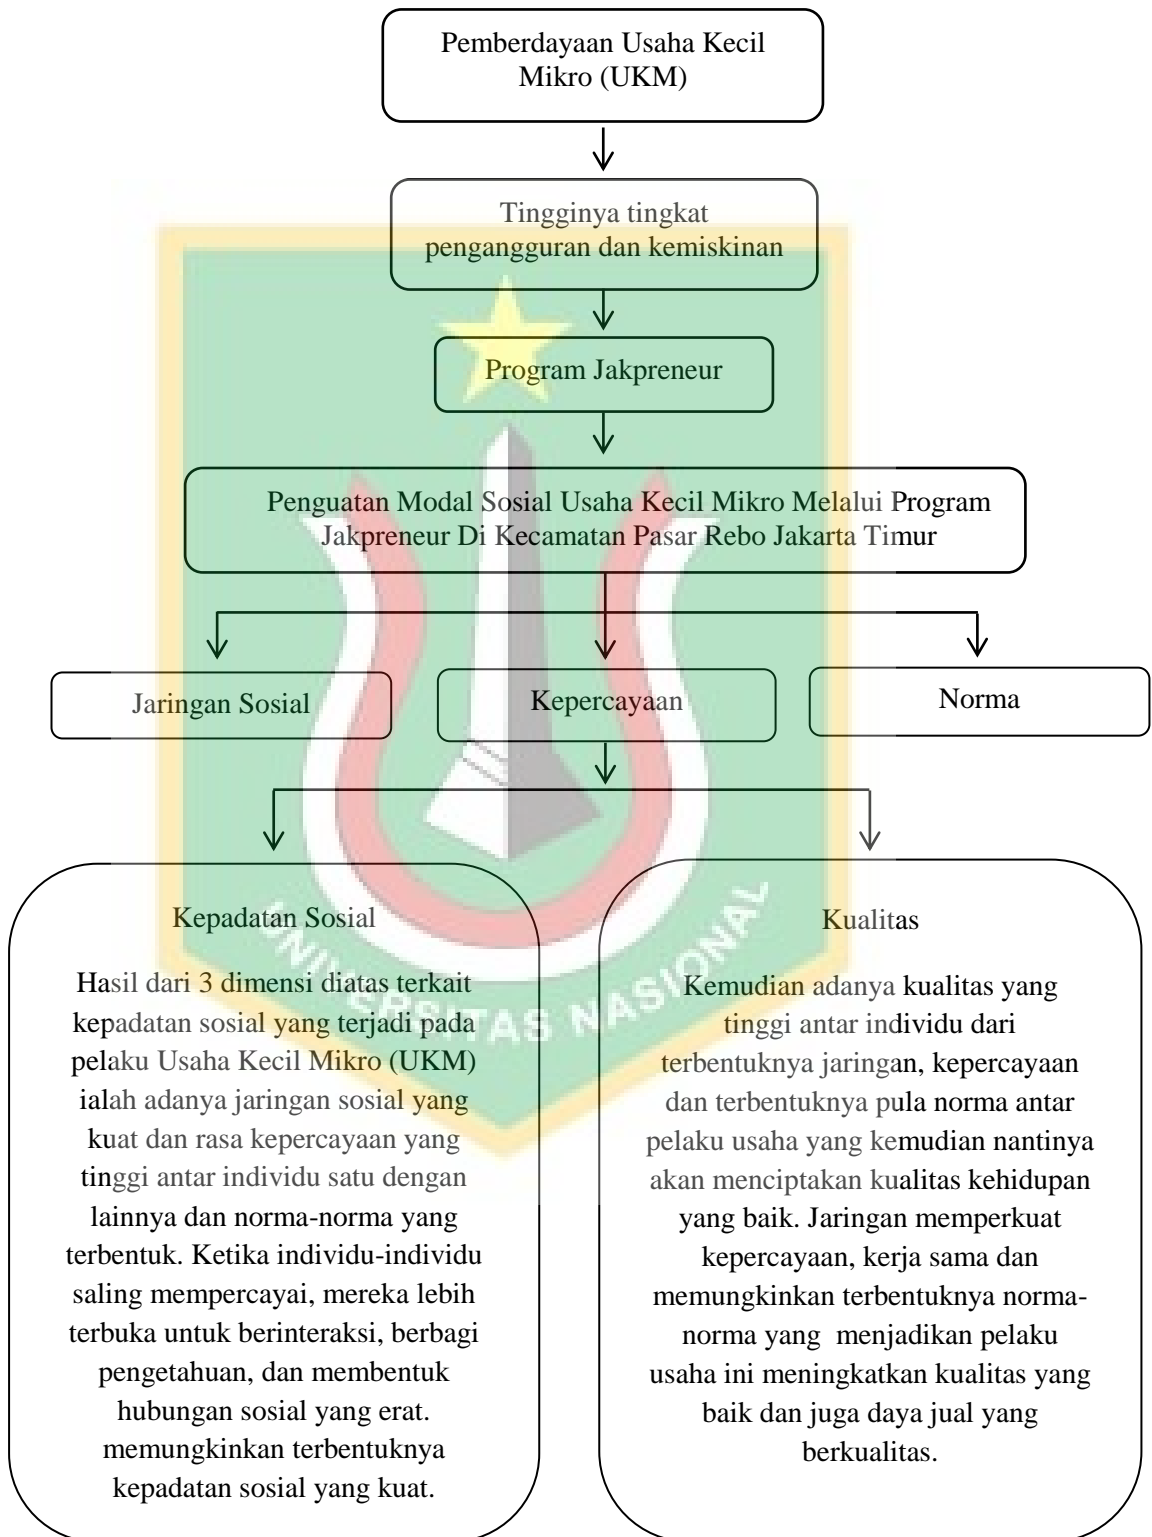 Pemberdayaan Usaha Kecil
Mikro (UKM)
Tingginya tingkat
pengangguran dan kemiskinan
Program Jakpreneur
Penguatan Modal Sosial Usaha Kecil Mikro Melalui Program
Jakpreneur Di Kecamatan Pasar Rebo Jakarta Timur
Jaringan Sosial
Kepercayaan
Norma
Kepadatan Sosial
Hasil dari 3 dimensi diatas terkait
kepadatan sosial yang terjadi pada
pelaku Usaha Kecil Mikro (UKM)
ialah adanya jaringan sosial yang
kuat dan rasa kepercayaan yang
tinggi antar individu satu dengan
lainnya dan norma-norma yang
terbentuk. Ketika individu-individu
saling mempercayai, mereka lebih
terbuka untuk berinteraksi, berbagi
pengetahuan, dan membentuk
hubungan sosial yang erat.
memungkinkan terbentuknya
kepadatan sosial yang kuat.
Kualitas
Kemudian adanya kualitas yang
tinggi antar individu dari
terbentuknya jaringan, kepercayaan
dan terbentuknya pula norma antar
pelaku usaha yang kemudian nantinya
akan menciptakan kualitas kehidupan
yang baik. Jaringan memperkuat
kepercayaan, kerja sama dan
memungkinkan terbentuknya norma-
norma yang  menjadikan pelaku
usaha ini meningkatkan kualitas yang
baik dan juga daya jual yang
berkualitas.
UNIVERSITAS NASIONAL